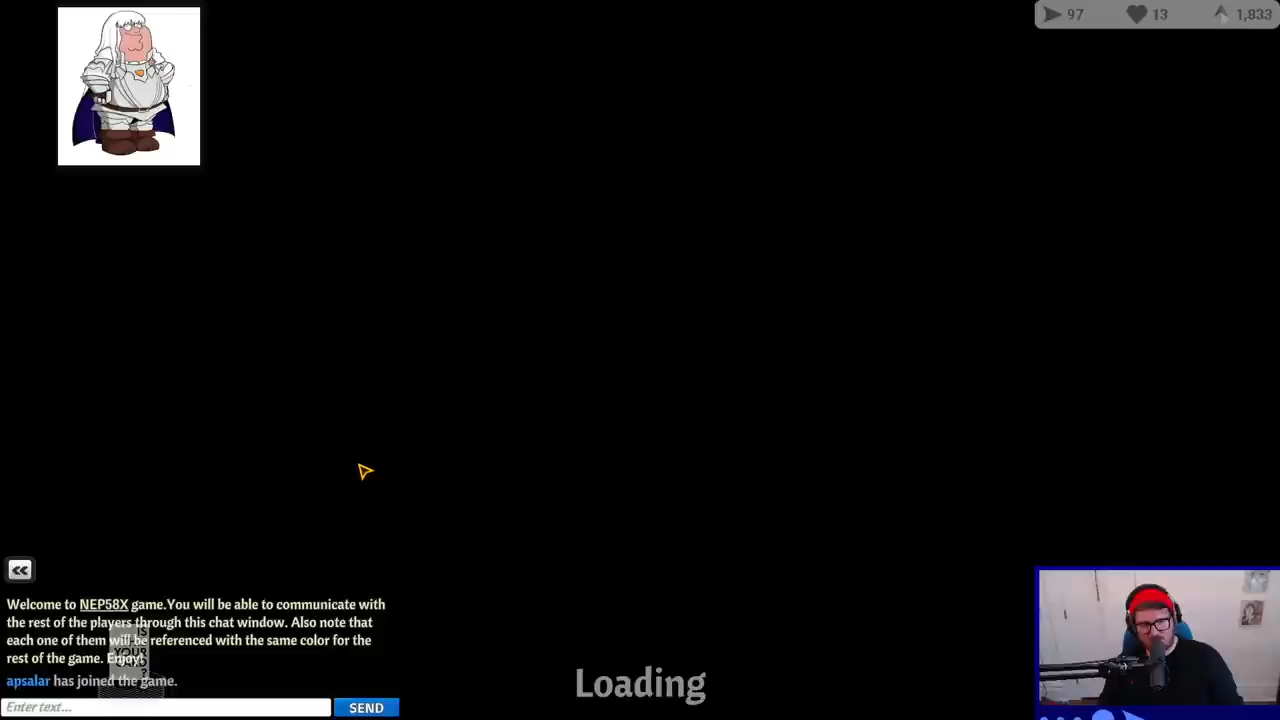 97 13 1,833
Welcome to NEP58X game.You will be able to communicate with
the rest of the players through this chat window. Also note that
each one of them will be referenced with the same color for the
rest of the game. Enjoy!
apsalar has joined the game.
Enter text... SEND
Loading